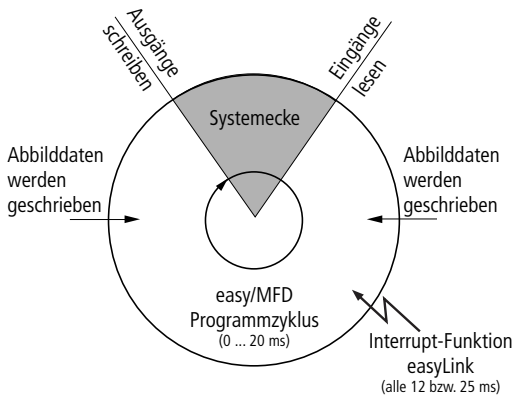 Ausgänge
schreiben
Eingänge
lesen
Systemecke
Abbilddaten
werden
geschrieben
Abbilddaten
werden
geschrieben
easy/MFD
Programmzyklus
(0 ... 20 ms)
Interrupt-Funktion
easyLink
(alle 12 bzw. 25 ms)